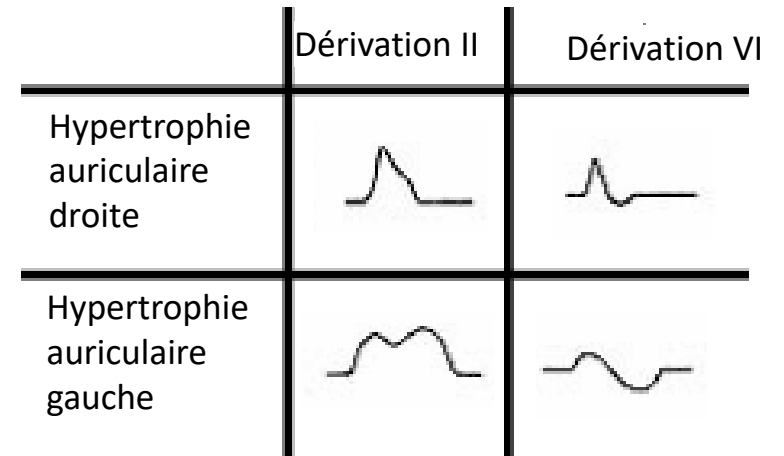 Dérivation II
Dérivation VI
Hypertrophie
auriculaire
droite
Hypertrophie
auriculaire
gauche